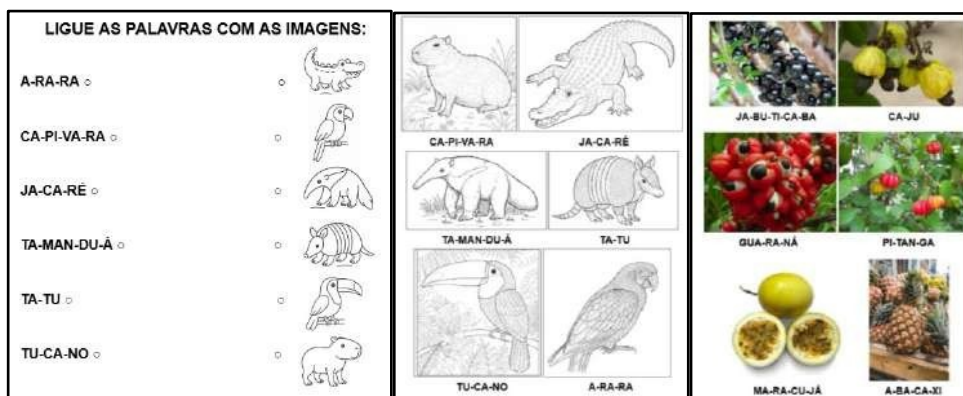 LIGUE AS PALAVRAS COM AS IMAGENS:
A-RA-RA
CA-PI-VA-RA
JA-CA-RÉ
TA-MAN-DU-Á
TA-TU
TU-CA-NO
CA-PI-VA-RA JA-CA-RÉ
TA-MAN-DU-Á TA-TU
TU-CA-NO A-RA-RA
JA-BU-TI-CA-BA CA-JU
GUA-RA-NÁ PI-TAN-GA
MA-RA-CU-JÁ A-BA-CA-XI